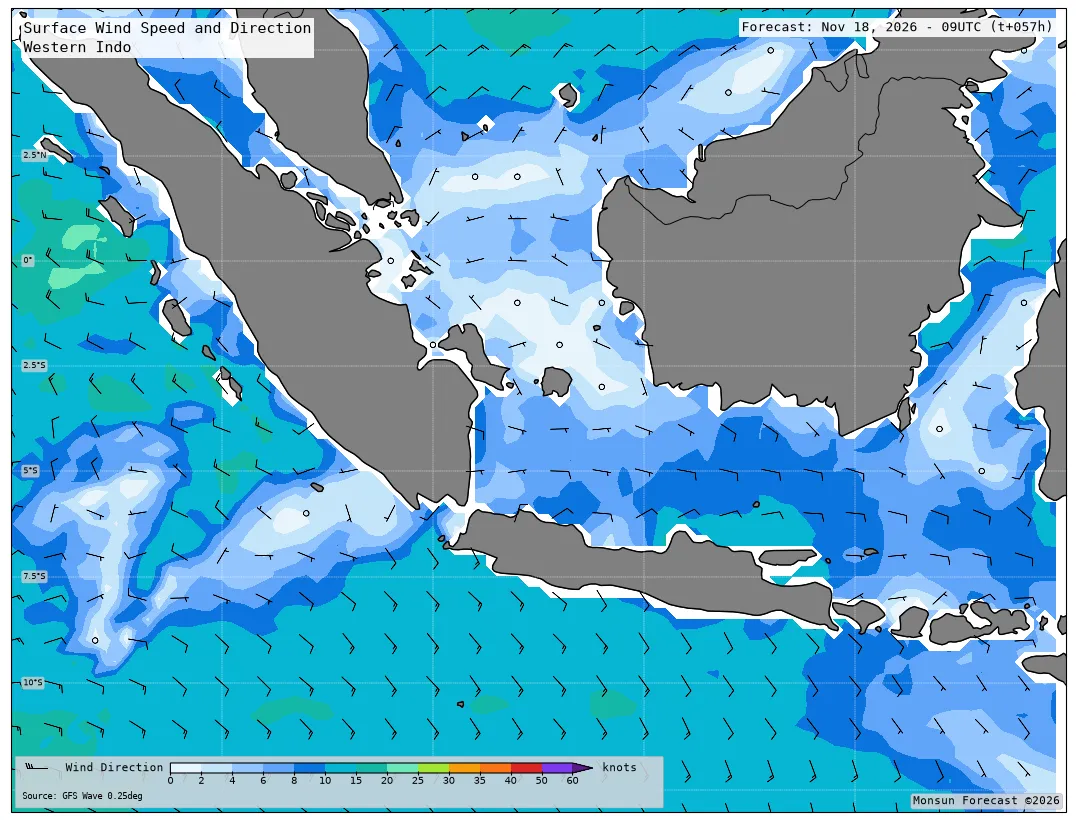 Surface Wind Speed and Direction
Western Indo
Forecast: Nov 18, 2026 - 09UTC (t+057h)
2.5°N
0°
2.5°S
5°S
7.5°S
10°S
Wind Direction
knots
0 2 4 6 8 10 15 20 25 30 40 50 60
Source: GFS Wave 0.25deg
Monsun Forecast ©2026